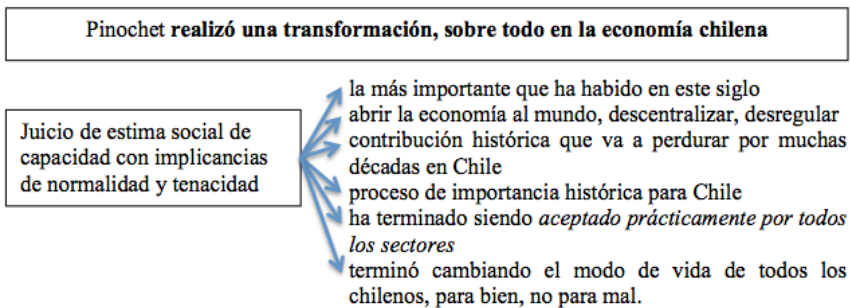 Pinochet realizó una transformación, sobre todo en la economía chilena
Juicio de estima social de
capacidad con implicancias
de normalidad y tenacidad
la más importante que ha habido en este siglo
abrir la economía al mundo, descentralizar, desregular
contribución histórica que va a perdurar por muchas
décadas en Chile
proceso de importancia histórica para Chile
ha terminado siendo aceptado prácticamente por todos
los sectores
terminó cambiando el modo de vida de todos los
chilenos, para bien, no para mal.